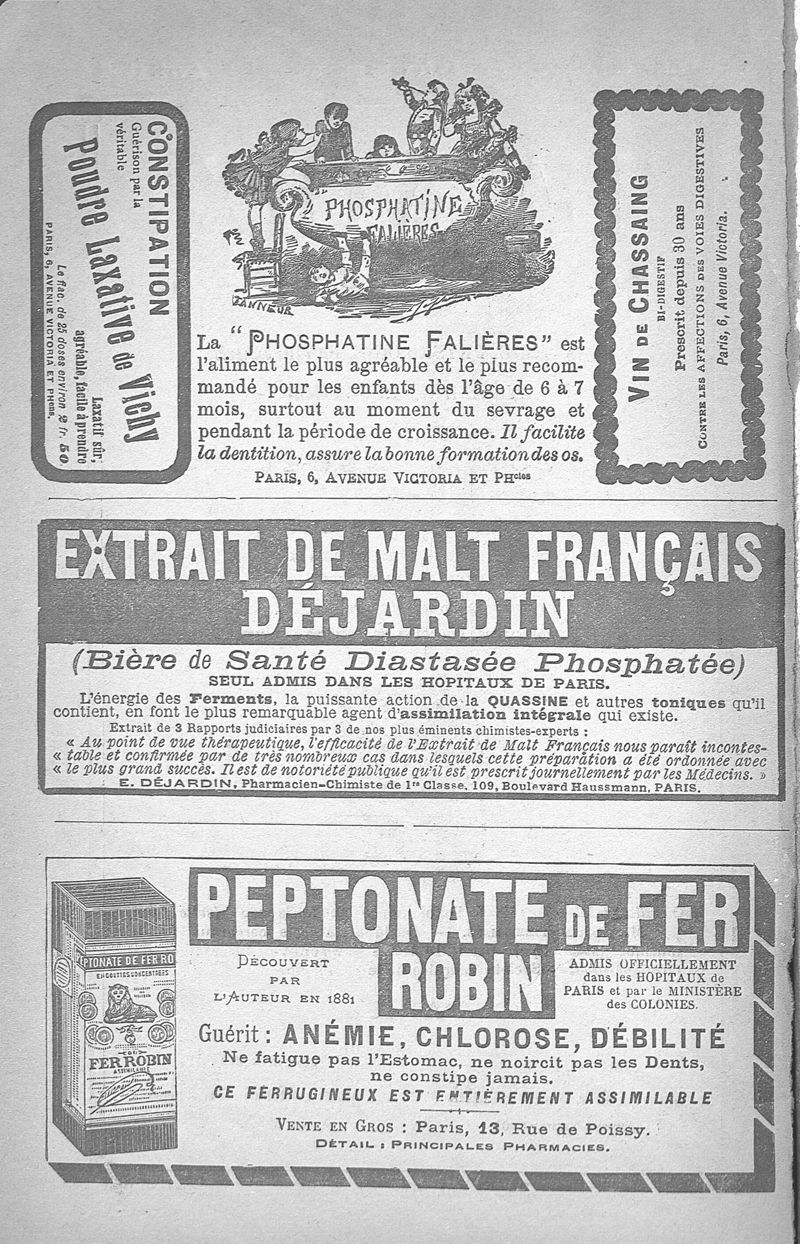 CONSTIPATION
Guérison par la
véritable
Poudre Laxative de Vichy
Laxatif sûr,
agréable, facile à prendre
Le flac. de 25 doses environ 2 fr. 50
PARIS, 6, AVENUE VICTORIA ET PHcies.
PHOSPHATINE
FALIÈRES
ZANNEUR
La "PHOSPHATINE FALIÈRES" est
l'aliment le plus agréable et le plus recom-
mandé pour les enfants dès l'âge de 6 à 7
mois, surtout au moment du sevrage et
pendant la période de croissance. Il facilite
la dentition, assure la bonne formation des os.
PARIS, 6, AVENUE VICTORIA ET PHcies
VIN DE CHASSAING
BI-DIGESTIF
Prescrit depuis 30 ans
CONTRE LES AFFECTIONS DES VOIES DIGESTIVES
Paris, 6, Avenue Victoria.
EXTRAIT DE MALT FRANÇAIS
DÉJARDIN
(Bière de Santé Diastasée Phosphatée)
SEUL ADMIS DANS LES HOPITAUX DE PARIS.
L'énergie des Ferments, la puissante action de la QUASSINE et autres toniques qu'il
contient, en font le plus remarquable agent d'assimilation intégrale qui existe.
Extrait de 3 Rapports judiciaires par 3 de nos plus éminents chimistes-experts :
« Au point de vue thérapeutique, l'efficacité de l'Extrait de Malt Français nous paraît incontes-
« table et confirmée par de très nombreux cas dans lesquels cette préparation a été ordonnée avec
« le plus grand succès. Il est de notoriété publique qu'il est prescrit journellement par les Médecins. »
E. DÉJARDIN, Pharmacien-Chimiste de 1re Classe, 109, Boulevard Haussmann, PARIS.
PEPTONATE DE FER
ROBIN
DÉCOUVERT
PAR
L'AUTEUR EN 1881
ADMIS OFFICIELLEMENT
dans les HOPITAUX de
PARIS et par le MINISTÈRE
des COLONIES.
PTONATE DE FER RO
EN GOUTTES CONCENTRÉES
FER ROBIN
ASSIMILABLE
Guérit : ANÉMIE, CHLOROSE, DÉBILITÉ
Ne fatigue pas l'Estomac, ne noircit pas les Dents,
ne constipe jamais.
CE FERRUGINEUX EST ENTIÈREMENT ASSIMILABLE
VENTE EN GROS : Paris, 13, Rue de Poissy.
DÉTAIL : PRINCIPALES PHARMACIES.